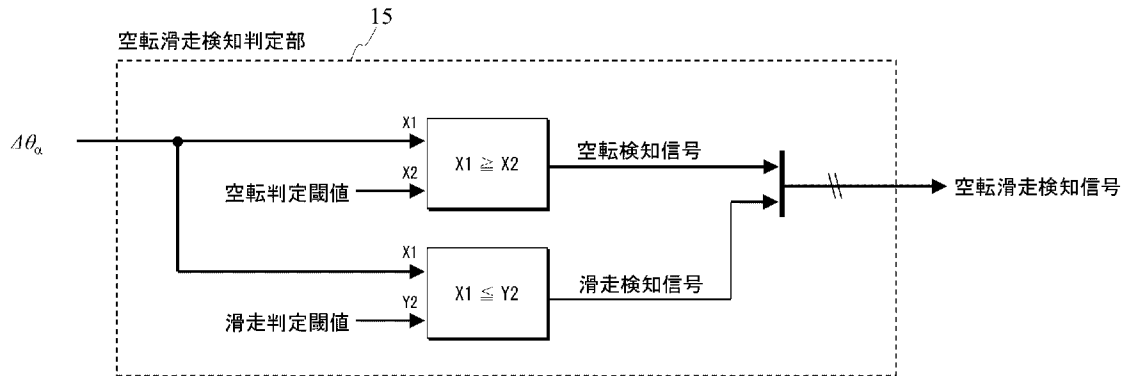 15
空転滑走検知判定部
Δθα
X1
X2
空転判定閾値
X1 ≧ X2
空転検知信号
空転滑走検知信号
X1
Y2
滑走判定閾値
X1 ≦ Y2
滑走検知信号